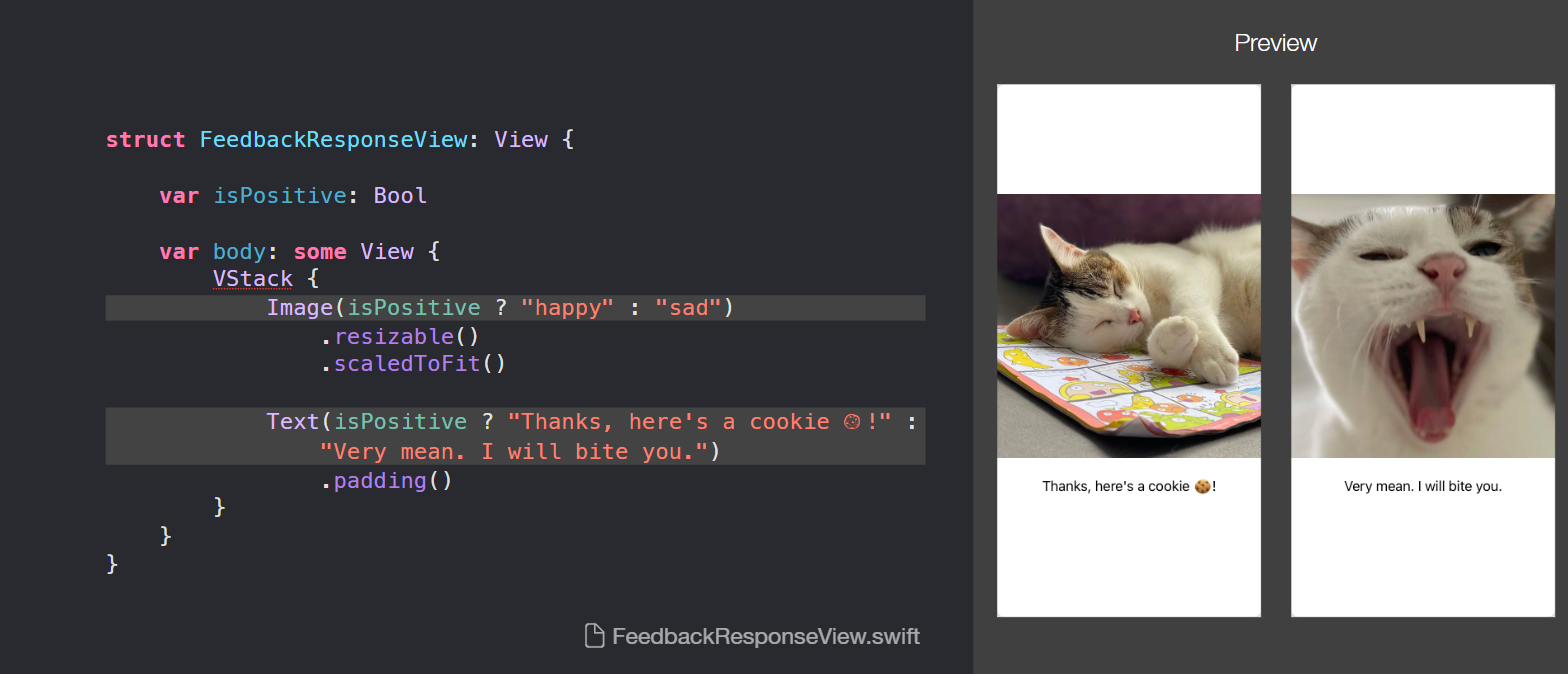 struct FeedbackResponseView: View {
var isPositive: Bool
var body: some View {
VStack {
Image(isPositive ? "happy" : "sad")
.resizable()
.scaledToFit()
Text(isPositive ? "Thanks, here's a cookie 🍪!" :
"Very mean. I will bite you.")
.padding()
}
}
}
FeedbackResponseView.swift
Preview
Thanks, here's a cookie 🍪!
Very mean. I will bite you.